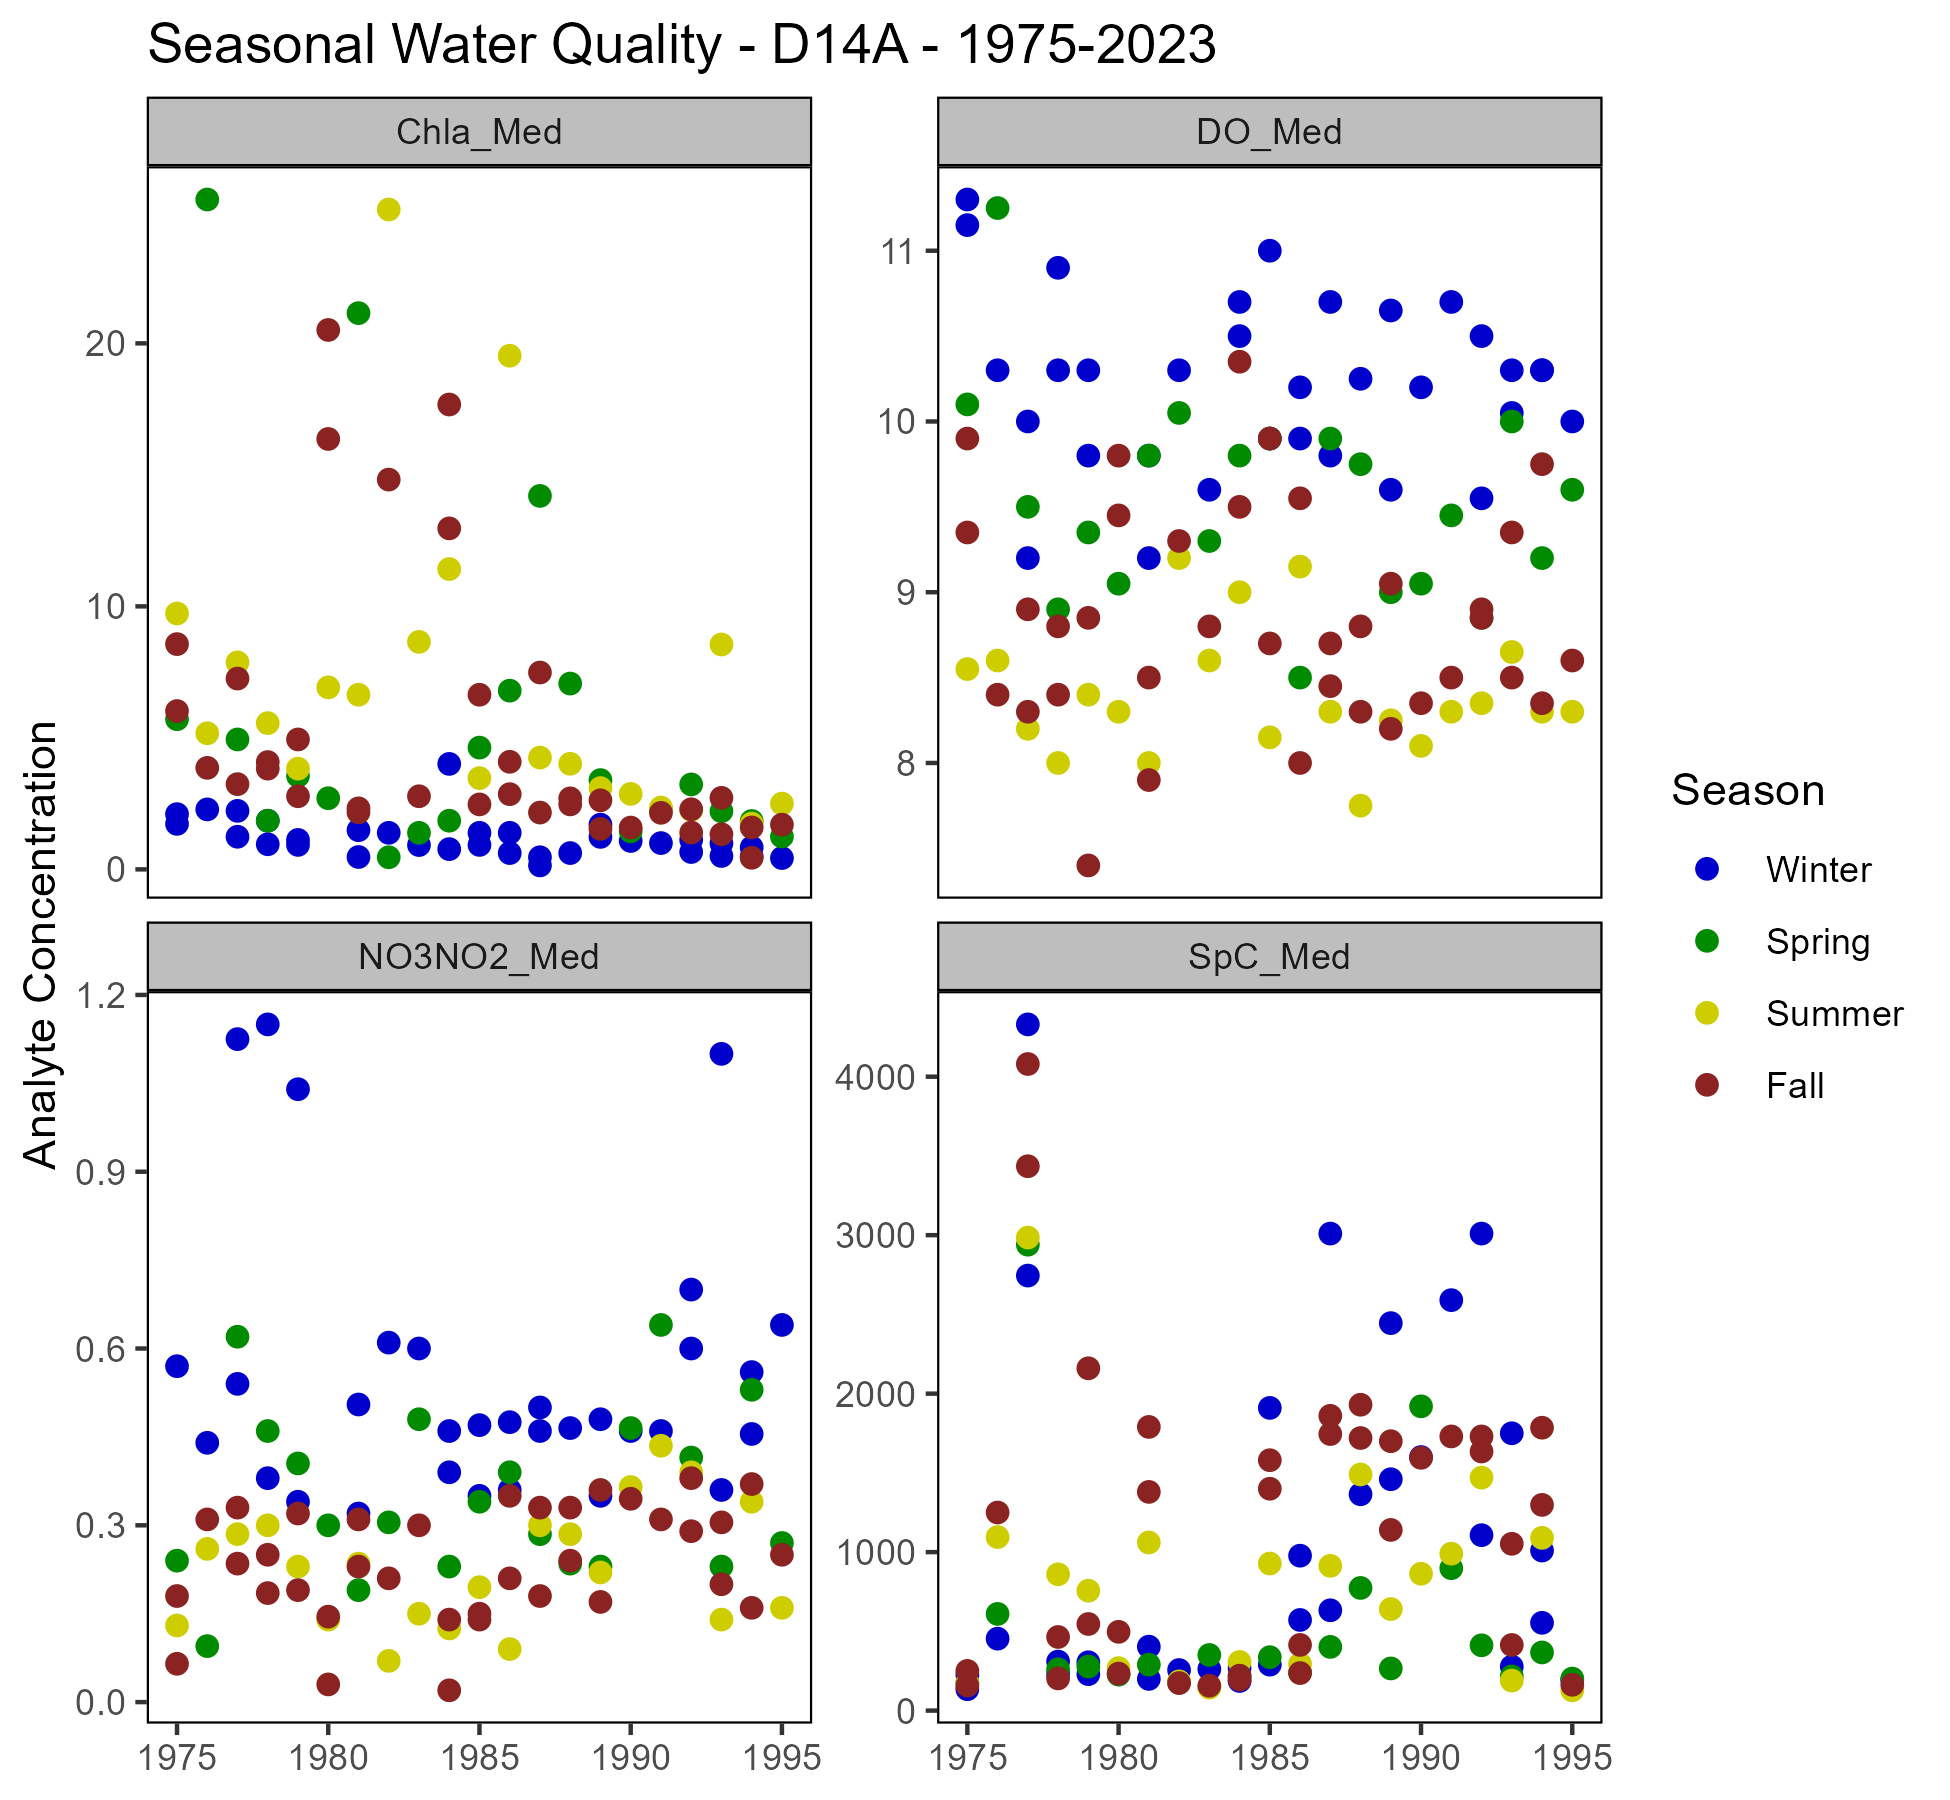 Seasonal Water Quality - D14A - 1975-2023
Chla_Med
DO_Med
20
10
0
11
10
9
8
Analyte Concentration
NO3NO2_Med
SpC_Med
1.2
0.9
0.6
0.3
0.0
4000
3000
2000
1000
0
1975 1980 1985 1990 1995
1975 1980 1985 1990 1995
Season
Winter
Spring
Summer
Fall